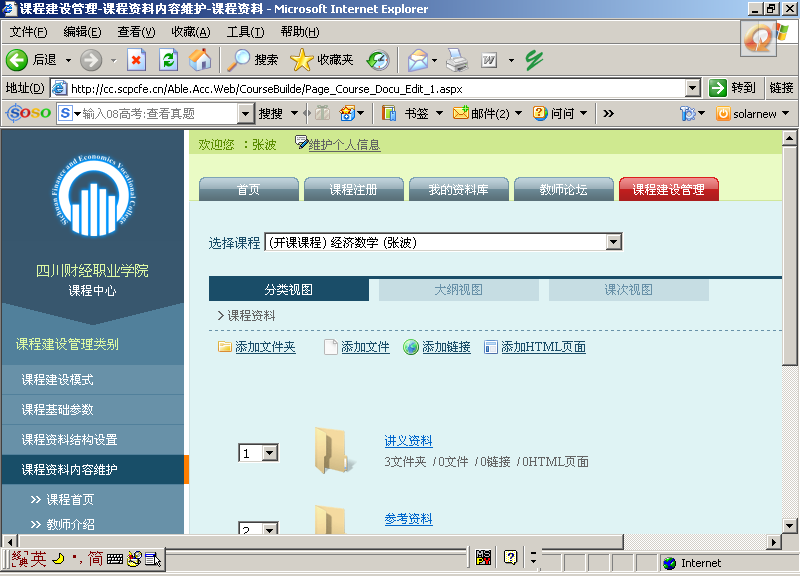 课程建设管理-课程资料内容维护-课程资料 - Microsoft Internet Explorer
文件(F) 编辑(E) 查看(V) 收藏(A) 工具(T) 帮助(H)
后退 搜索 收藏夹
地址(D) http://cc.scpcfe.cn/Able.Acc.Web/CourseBuilde/Page_Course_Docu_Edit_1.aspx 转到 链接
SOSO S 输入08高考:查看真题 搜搜 书签 邮件(2) 问问 » solarnew
Sichuan Finance and Economics Vocational College
四川财经职业学院
课程中心
课程建设管理类别
课程建设模式
课程基础参数
课程资料结构设置
课程资料内容维护
>> 课程首页
>> 教师介绍
欢迎您 ：张波 维护个人信息
首页 课程注册 我的资料库 教师论坛 课程建设管理
选择课程 (开课课程) 经济数学 (张波)
分类视图 大纲视图 课次视图
>课程资料
添加文件夹 添加文件 添加链接 添加HTML页面
1 讲义资料
3文件夹 /0文件 /0链接 /0HTML页面
2 参考资料
英 简 Internet